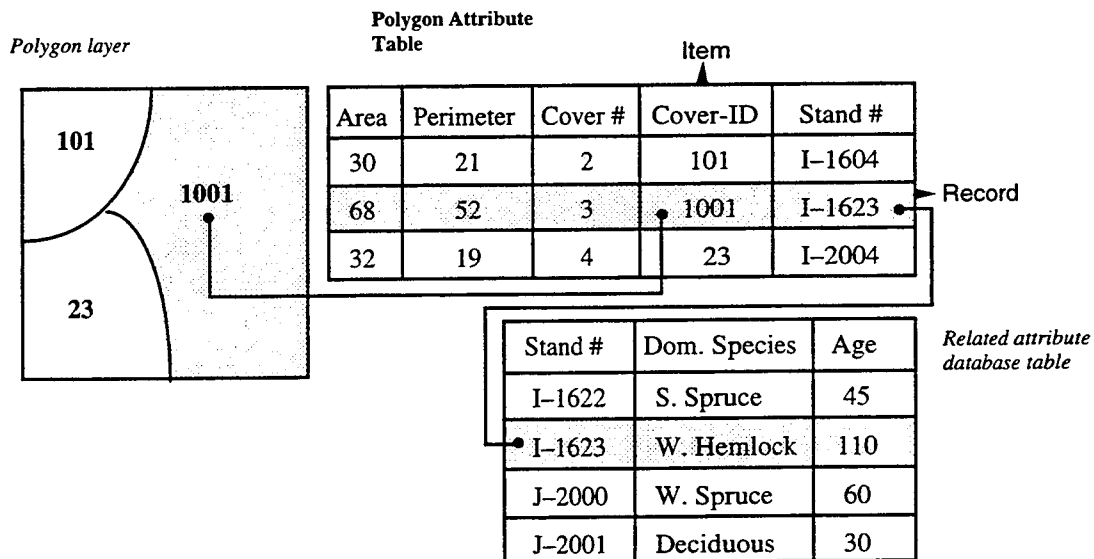 Polygon Attribute
Table
Polygon layer
Item
Area Perimeter Cover # Cover-ID Stand #
30 21 2 101 I–1604
68 52 3 1001 I–1623
32 19 4 23 I–2004
Record
101
1001
23
Related attribute
database table
Stand # Dom. Species Age
I–1622 S. Spruce 45
I–1623 W. Hemlock 110
J–2000 W. Spruce 60
J–2001 Deciduous 30